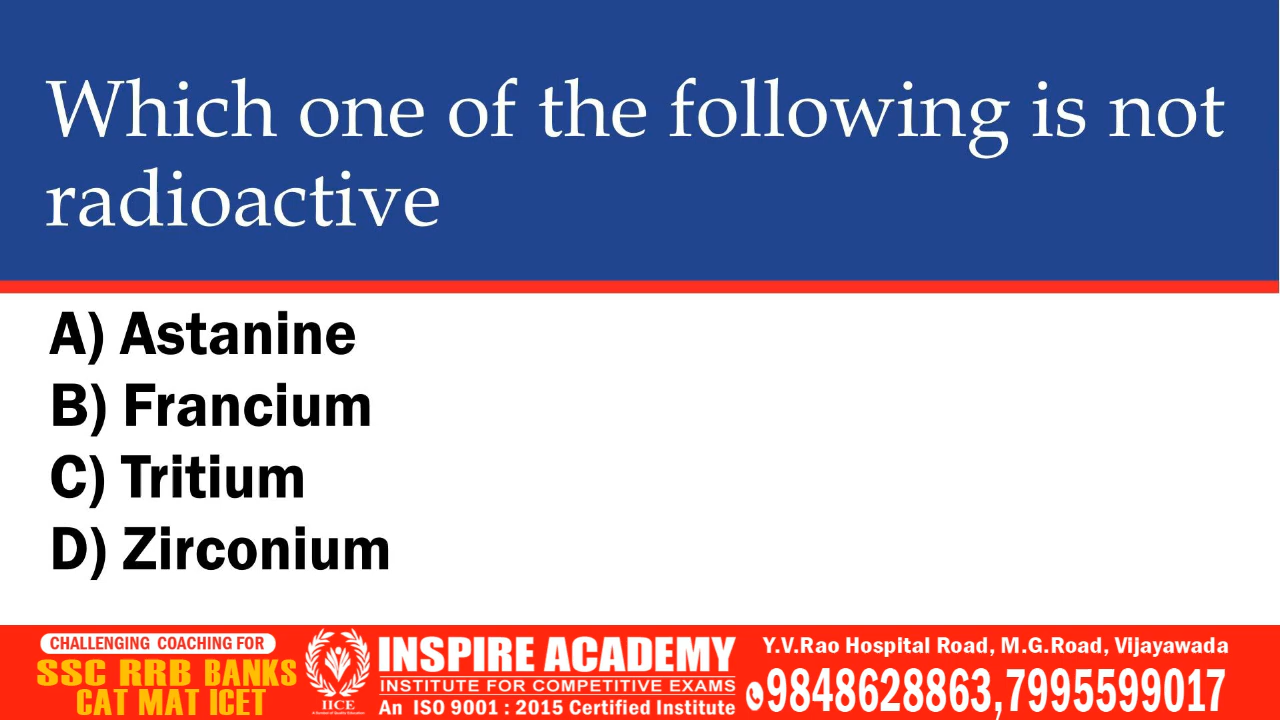 Which one of the following is not
radioactive
A) Astanine
B) Francium
C) Tritium
D) Zirconium
CHALLENGING COACHING FOR
SSC RRB BANKS
CAT MAT ICET
IICE
INSPIRE ACADEMY
INSTITUTE FOR COMPETITIVE EXAMS
An ISO 9001 : 2015 Certified Institute
Y.V.Rao Hospital Road, M.G.Road, Vijayawada
9848628863,7995599017